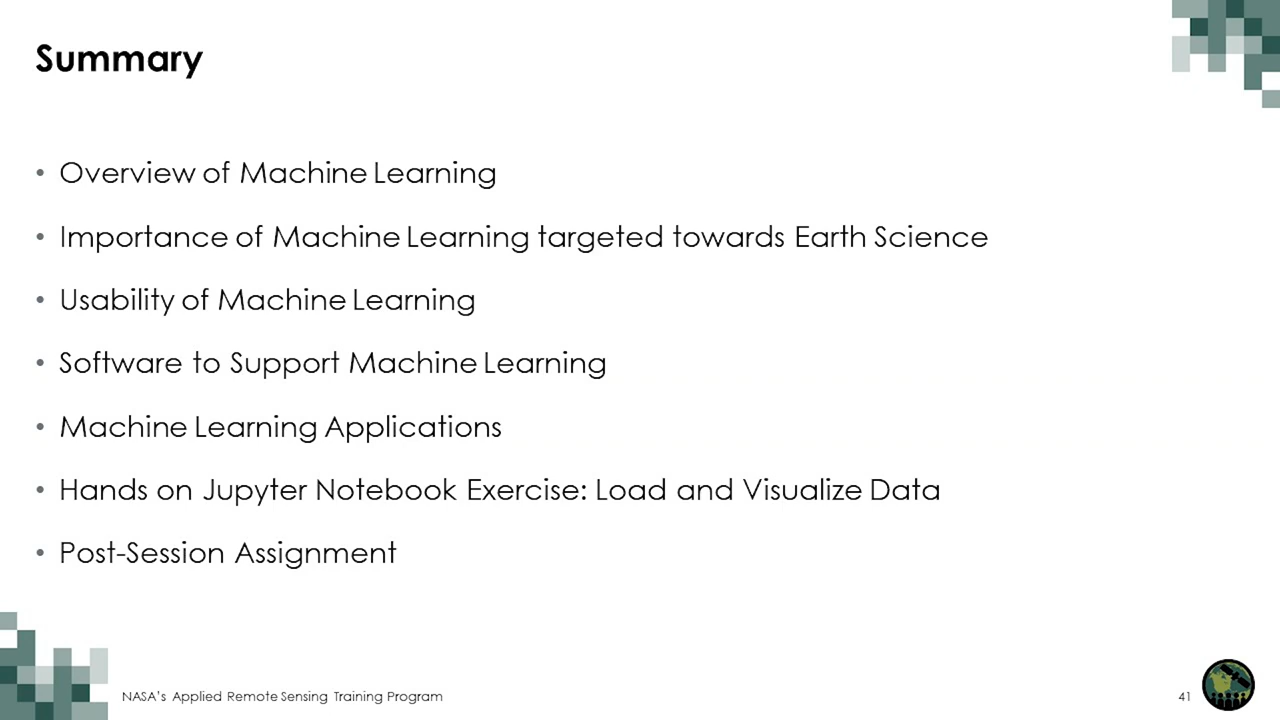 Summary
• Overview of Machine Learning
• Importance of Machine Learning targeted towards Earth Science
• Usability of Machine Learning
• Software to Support Machine Learning
• Machine Learning Applications
• Hands on Jupyter Notebook Exercise: Load and Visualize Data
• Post-Session Assignment
NASA's Applied Remote Sensing Training Program
41